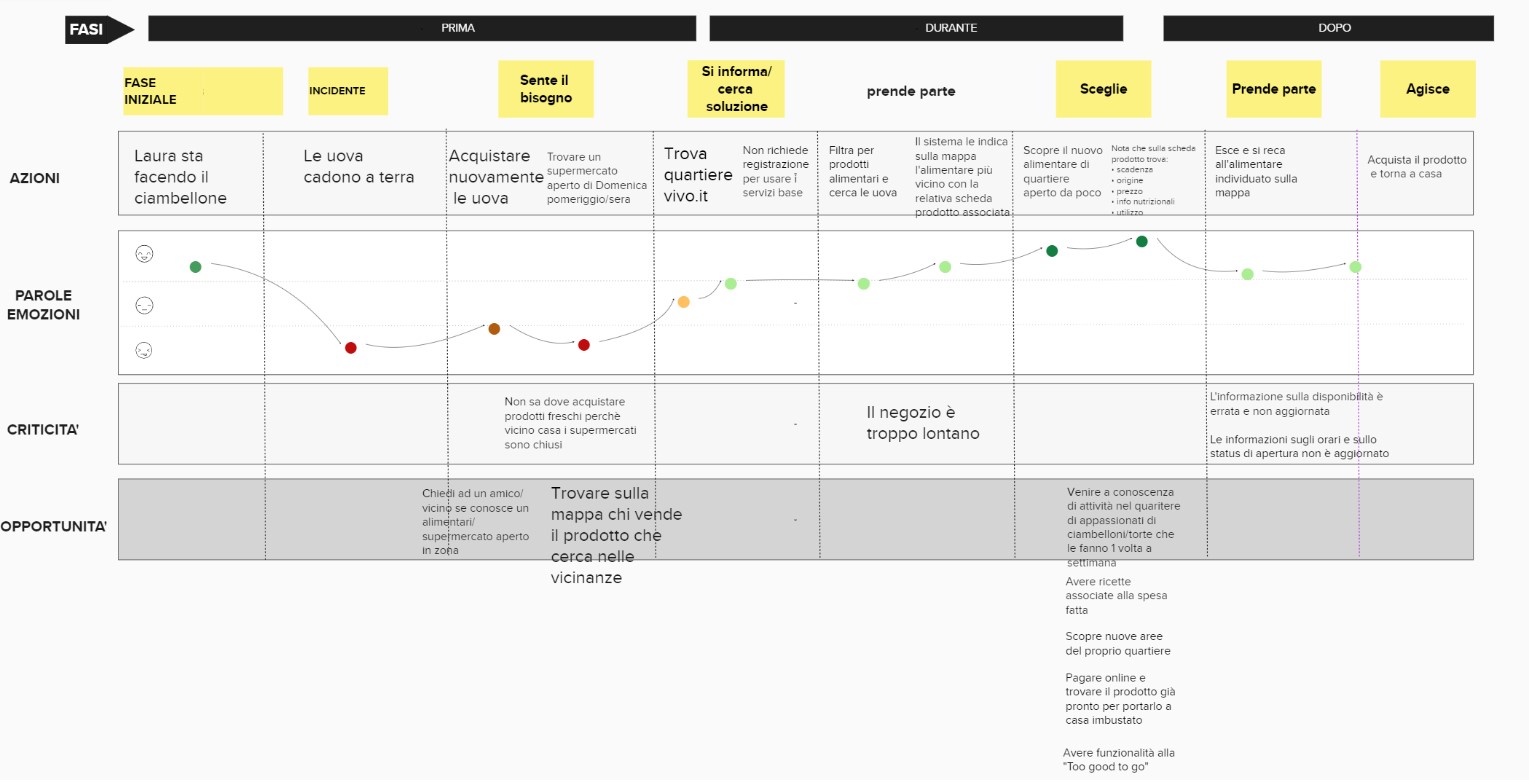 FASI
PRIMA
DURANTE
DOPO
FASE
INIZIALE
INCIDENTE
Sente il
bisogno
Si informa/
cerca
soluzione
prende parte
Sceglie
Prende parte
Agisce
AZIONI
Laura sta
facendo il
ciambellone
Le uova
cadono a terra
Acquistare
nuovamente
le uova
Trovare un
supermercato
aperto di Domenica
pomeriggio/sera
Trova
quartiere
vivo.it
Non richiede
registrazione
per usare i
servizi base
Filtra per
prodotti
alimentari e
cerca le uova
Il sistema le indica
sulla mappa
l'alimentare più
vicino con la
relativa scheda
prodotto associata
Scopre il nuovo
alimentare di
quartiere
aperto da poco
Nota che sulla scheda
prodotto trova:
• scadenza
• origine
• prezzo
• info nutrizionali
• utilizzo
Esce e si reca
all'alimentare
individuato sulla
mappa
Acquista il prodotto
e torna a casa
PAROLE
EMOZIONI
-
CRITICITA'
Non sa dove acquistare
prodotti freschi perchè
vicino casa i supermercati
sono chiusi
-
Il negozio è
troppo lontano
L'informazione sulla disponibilità è
errata e non aggiornata
Le informazioni sugli orari e sullo
status di apertura non è aggiornato
OPPORTUNITA'
Chiedi ad un amico/
vicino se conosce un
alimentari/
supermercato aperto
in zona
Trovare sulla
mappa chi vende
il prodotto che
cerca nelle
vicinanze
-
Venire a conoscenza
di attività nel quaritere
di appassionati di
ciambelloni/torte che
le fanno 1 volta a
settimana
Avere ricette
associate alla spesa
fatta
Scopre nuove aree
del proprio quartiere
Pagare online e
trovare il prodotto già
pronto per portarlo a
casa imbustato
Avere funzionalità alla
"Too good to go"